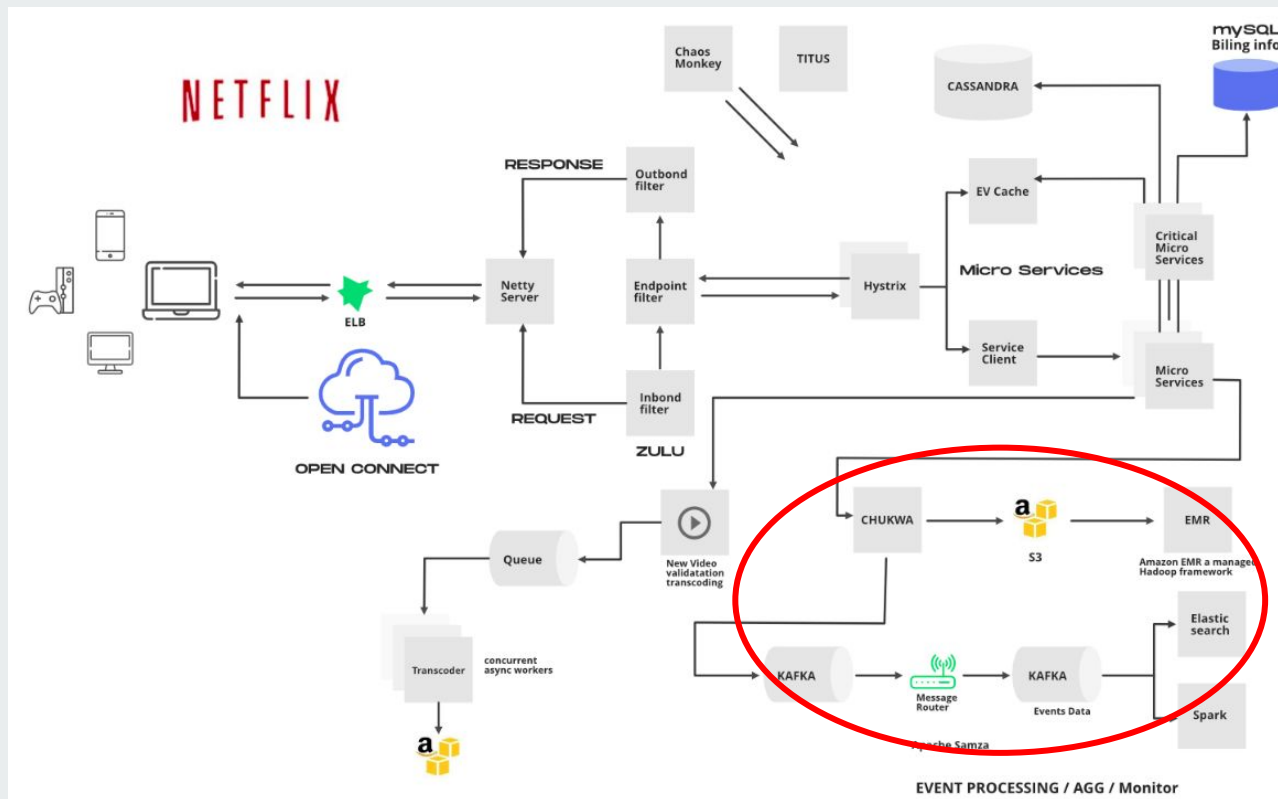 NETFLIX
Chaos
Monkey
TITUS
CASSANDRA
mySQL
Biling info
RESPONSE
Outbond
filter
EV Cache
Critical
Micro
Services
Netty
Server
Endpoint
filter
Hystrix
Micro Services
ELB
Service
Client
Micro
Services
Inbond
filter
REQUEST
ZULU
OPEN CONNECT
CHUKWA
a
S3
EMR
Amazon EMR a managed
Hadoop framework
Queue
New Video
validatation
transcoding
Elastic
search
Transcoder
concurrent
async workers
KAFKA
Message
Router
KAFKA
Events Data
Spark
Apache Samza
a
EVENT PROCESSING / AGG / Monitor